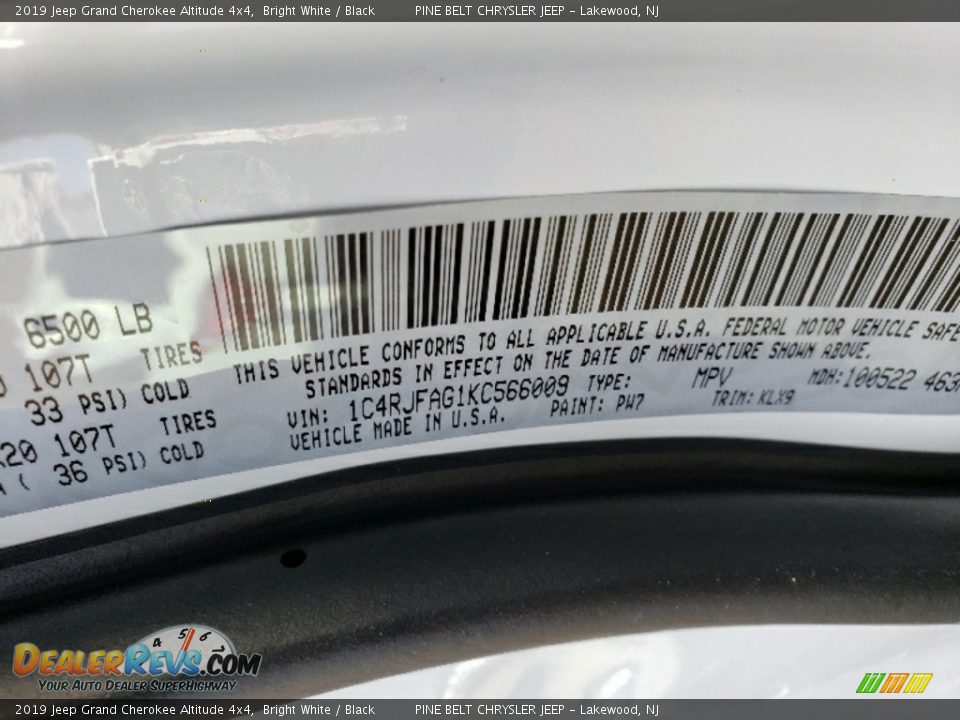 2019 Jeep Grand Cherokee Altitude 4x4, Bright White / Black PINE BELT CHRYSLER JEEP - Lakewood, NJ
6500 LB
107T TIRES
33 PSI) COLD
20 107T TIRES
( 36 PSI) COLD
THIS VEHICLE CONFORMS TO ALL APPLICABLE U.S.A. FEDERAL MOTOR VEHICLE SAFE
STANDARDS IN EFFECT ON THE DATE OF MANUFACTURE SHOWN ABOVE.
VIN: 1C4RJFAG1KC566009 TYPE: MPV MDH:100522 463
VEHICLE MADE IN U.S.A. PAINT: PW7 TRIM: KLX9
4 5 6
DEALERREVS.COM
YOUR AUTO DEALER SUPERHIGHWAY
2019 Jeep Grand Cherokee Altitude 4x4, Bright White / Black PINE BELT CHRYSLER JEEP - Lakewood, NJ